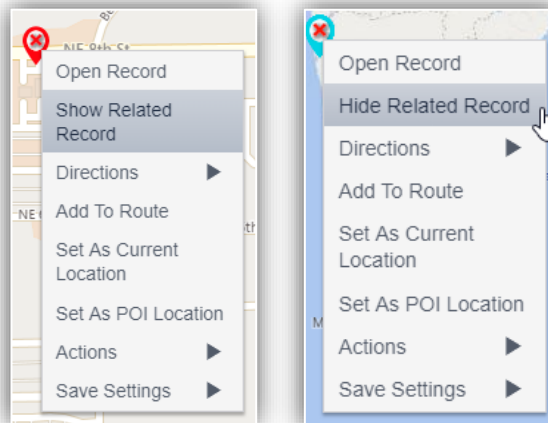 NE 8th St
Open Record
Show Related
Record
Directions
Add To Route
Set As Current
Location
Set As POI Location
Actions
Save Settings
NE
Open Record
Hide Related Record
Directions
Add To Route
Set As Current
Location
Set As POI Location
Actions
Save Settings
M